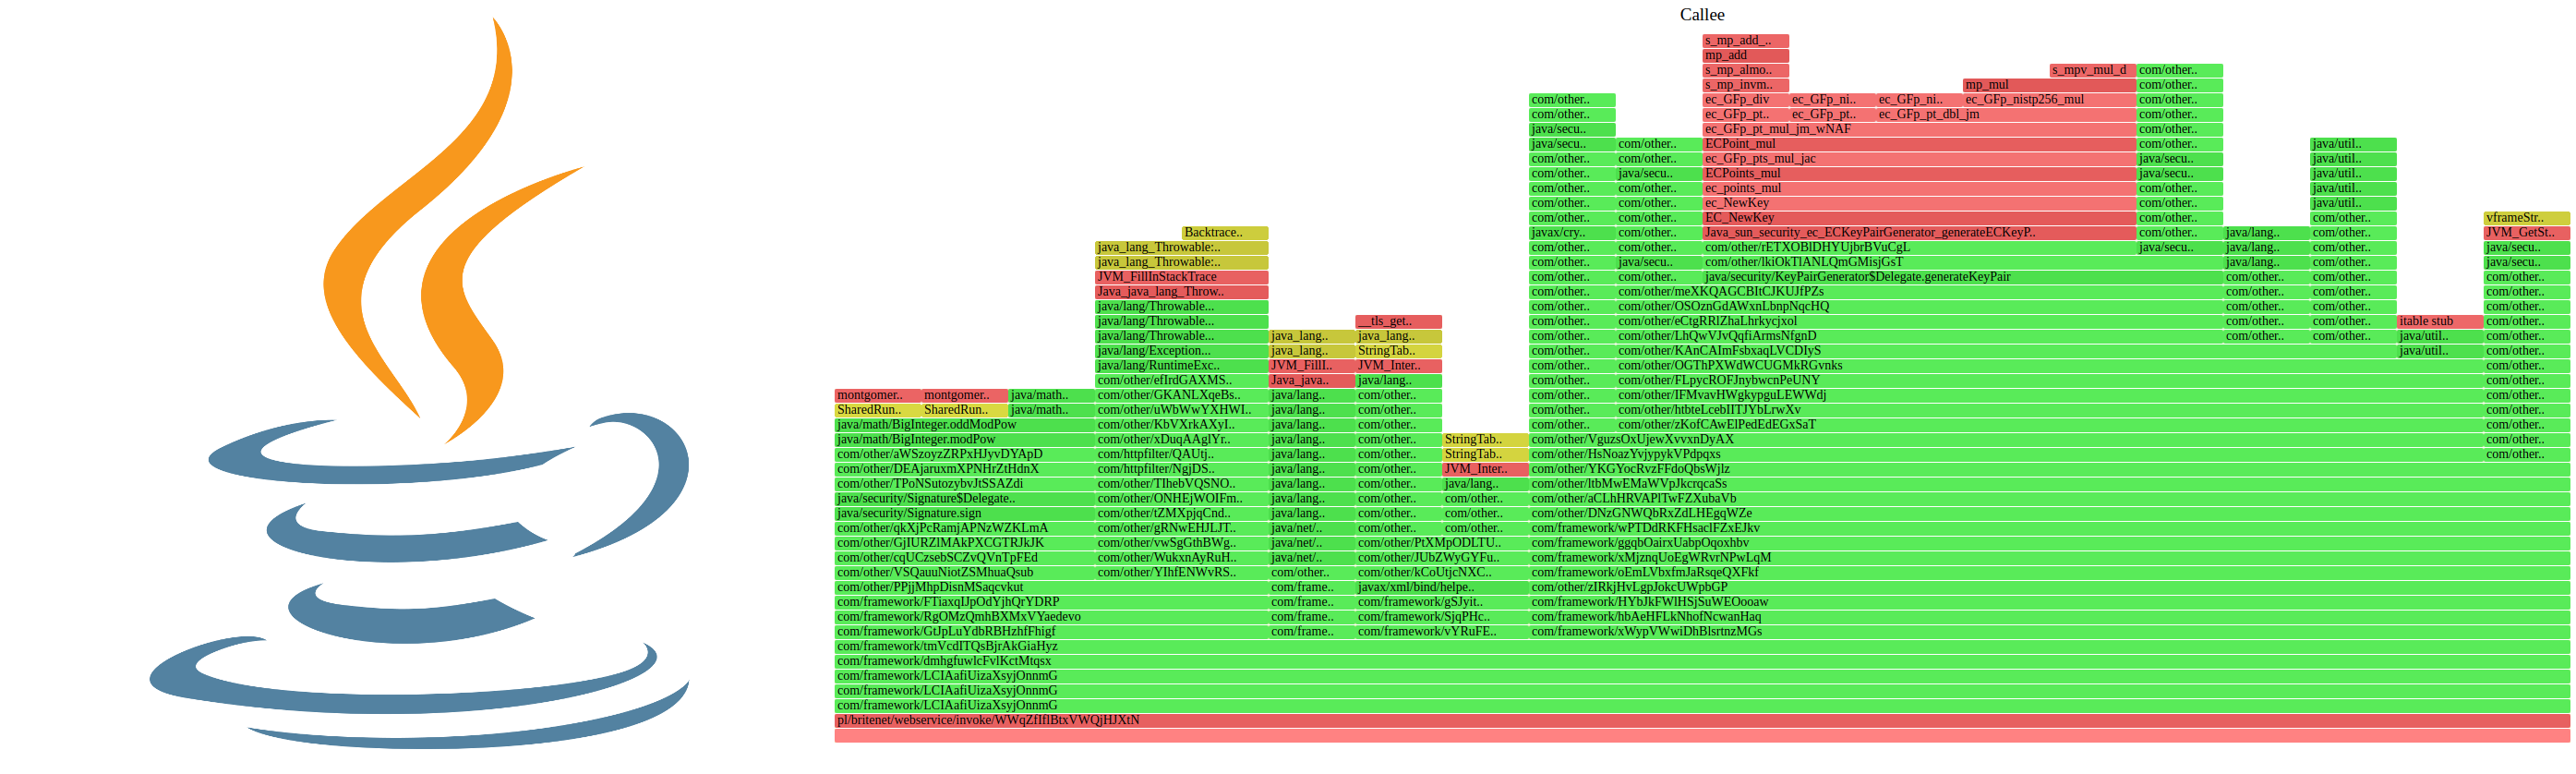 Callee
s_mp_add_..
mp_add
s_mp_almo.. s_mpv_mul_d com/other..
s_mp_invm.. mp_mul com/other..
com/other.. ec_GFp_div ec_GFp_ni.. ec_GFp_ni.. ec_GFp_nistp256_mul com/other..
com/other.. ec_GFp_pt.. ec_GFp_pt.. ec_GFp_pt_dbl_jm com/other..
java/secu.. ec_GFp_pt_mul_jm_wNAF com/other..
java/secu.. com/other.. ECPoint_mul com/other.. java/util..
com/other.. com/other.. ec_GFp_pts_mul_jac java/secu.. java/util..
com/other.. java/secu.. ECPoints_mul java/secu.. java/util..
com/other.. com/other.. ec_points_mul com/other.. java/util..
com/other.. com/other.. ec_NewKey com/other.. java/util..
com/other.. com/other.. EC_NewKey com/other.. com/other.. vframeStr..
Backtrace.. javax/cry.. com/other.. Java_sun_security_ec_ECKeyPairGenerator_generateECKeyP.. com/other.. java/lang.. com/other.. JVM_GetSt..
java_lang_Throwable:.. com/other.. com/other.. com/other/rETXOBlDHYUjbrBVuCgL java/secu.. java/lang.. com/other.. java/secu..
java_lang_Throwable:.. com/other.. java/secu.. com/other/lkiOkTlANLQmGMisjGsT java/lang.. com/other.. java/secu..
JVM_FillInStackTrace com/other.. com/other.. java/security/KeyPairGenerator$Delegate.generateKeyPair com/other.. com/other.. com/other..
Java_java_lang_Throw.. com/other.. com/other/meXKQAGCBItCJKUJfPZs com/other.. com/other.. com/other..
java/lang/Throwable... com/other.. com/other/OSOznGdAWxnLbnpNqcHQ com/other.. com/other.. com/other..
java/lang/Throwable... __tls_get.. com/other.. com/other/eCtgRRlZhaLhrkycjxol com/other.. com/other.. itable stub com/other..
java/lang/Throwable... java_lang.. java_lang.. com/other.. com/other/LhQwVJvQqfiArmsNfgnD com/other.. com/other.. java/util.. com/other..
java/lang/Exception... java_lang.. StringTab.. com/other.. com/other/KAnCAImFsbxaqLVCDIyS java/util.. com/other..
java/lang/RuntimeExc.. JVM_FillI.. JVM_Inter.. com/other.. com/other/OGThPXWdWCUGMkRGvnks com/other..
com/other/efIrdGAXMS.. Java_java.. java/lang.. com/other.. com/other/FLpycROFJnybwcnPeUNY com/other..
montgomer.. montgomer.. java/math.. com/other/GKANLXqeBs.. java/lang.. com/other.. com/other.. com/other/IFMvavHWgkypguLEWWdj com/other..
SharedRun.. SharedRun.. java/math.. com/other/uWbWwYXHWI.. java/lang.. com/other.. com/other.. com/other/htbteLcebIITJYbLrwXv com/other..
java/math/BigInteger.oddModPow com/other/KbVXrkAXyI.. java/lang.. com/other.. com/other.. com/other/zKofCAwElPedEdEGxSaT com/other..
java/math/BigInteger.modPow com/other/xDuqAAglYr.. java/lang.. com/other.. StringTab.. com/other/VguzsOxUjewXvvxnDyAX com/other..
com/other/aWSzoyzZRPxHJyvDYApD com/httpfilter/QAUtj.. java/lang.. com/other.. StringTab.. com/other/HsNoazYvjypykVPdpqxs com/other..
com/other/DEAjaruxmXPNHrZtHdnX com/httpfilter/NgjDS.. java/lang.. com/other.. JVM_Inter.. com/other/YKGYocRvzFFdoQbsWjlz
com/other/TPoNSutozybvJtSSAZdi com/other/TIhebVQSNO.. java/lang.. com/other.. java/lang.. com/other/ltbMwEMaWVpJkcrqcaSs
java/security/Signature$Delegate.. com/other/ONHEjWOIFm.. java/lang.. com/other.. com/other.. com/other/aCLhHRVAPlTwFZXubaVb
java/security/Signature.sign com/other/tZMXpjqCnd.. java/lang.. com/other.. com/other.. com/other/DNzGNWQbRxZdLHEgqWZe
com/other/qkXjPcRamjAPNzWZKLmA com/other/gRNwEHJLJT.. java/net/.. com/other.. com/other.. com/framework/wPTDdRKFHsaclFZxEJkv
com/other/GjIURZlMAkPXCGTRJkJK com/other/vwSgGthBWg.. java/net/.. com/other/PtXMpODLTU.. com/framework/ggqbOairxUabpOqoxhbv
com/other/cqUCzsebSCZvQVnTpFEd com/other/WukxnAyRuH.. java/net/.. com/other/JUbZWyGYFu.. com/framework/xMjznqUoEgWRvrNPwLqM
com/other/VSQauuNiotZSMhuaQsub com/other/YIhfENWvRS.. com/other.. com/other/kCoUtjcNXC.. com/framework/oEmLVbxfmJaRsqeQXFkf
com/other/PPjjMhpDisnMSaqcvkut com/frame.. javax/xml/bind/helpe.. com/other/zIRkjHvLgpJokcUWpbGP
com/framework/FTiaxqIJpOdYjhQrYDRP com/frame.. com/framework/gSJyit.. com/framework/HYbJkFWlHSjSuWEOooaw
com/framework/RgOMzQmhBXMxVYaedevo com/frame.. com/framework/SjqPHc.. com/framework/hbAeHFLkNhofNcwanHaq
com/framework/GtJpLuYdbRBHzhfFhigf com/frame.. com/framework/vYRuFE.. com/framework/xWypVWwiDhBlsrtnzMGs
com/framework/tmVcdITQsBjrAkGiaHyz
com/framework/dmhgfuwlcFvlKctMtqsx
com/framework/LCIAafiUizaXsyjOnnmG
com/framework/LCIAafiUizaXsyjOnnmG
com/framework/LCIAafiUizaXsyjOnnmG
pl/britenet/webservice/invoke/WWqZfIflBtxVWQjHJXtN